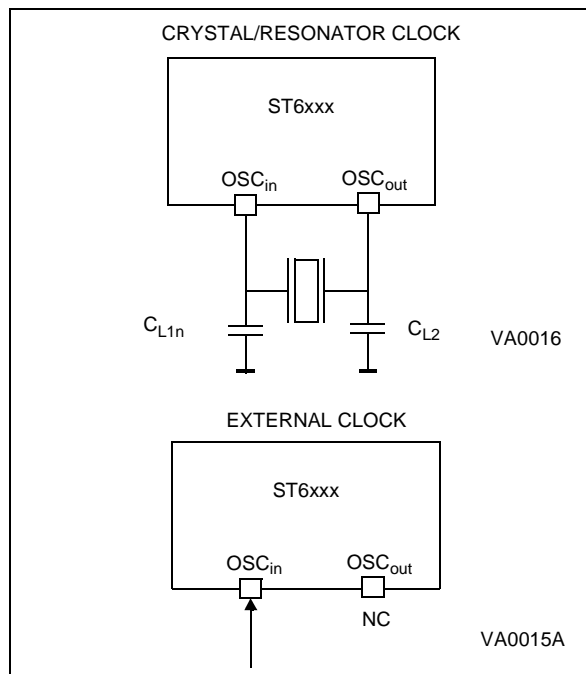 CRYSTAL/RESONATOR CLOCK
ST6xxx
OSCin OSCout
CL1n CL2
VA0016
EXTERNAL CLOCK
ST6xxx
OSCin OSCout
NC
VA0015A